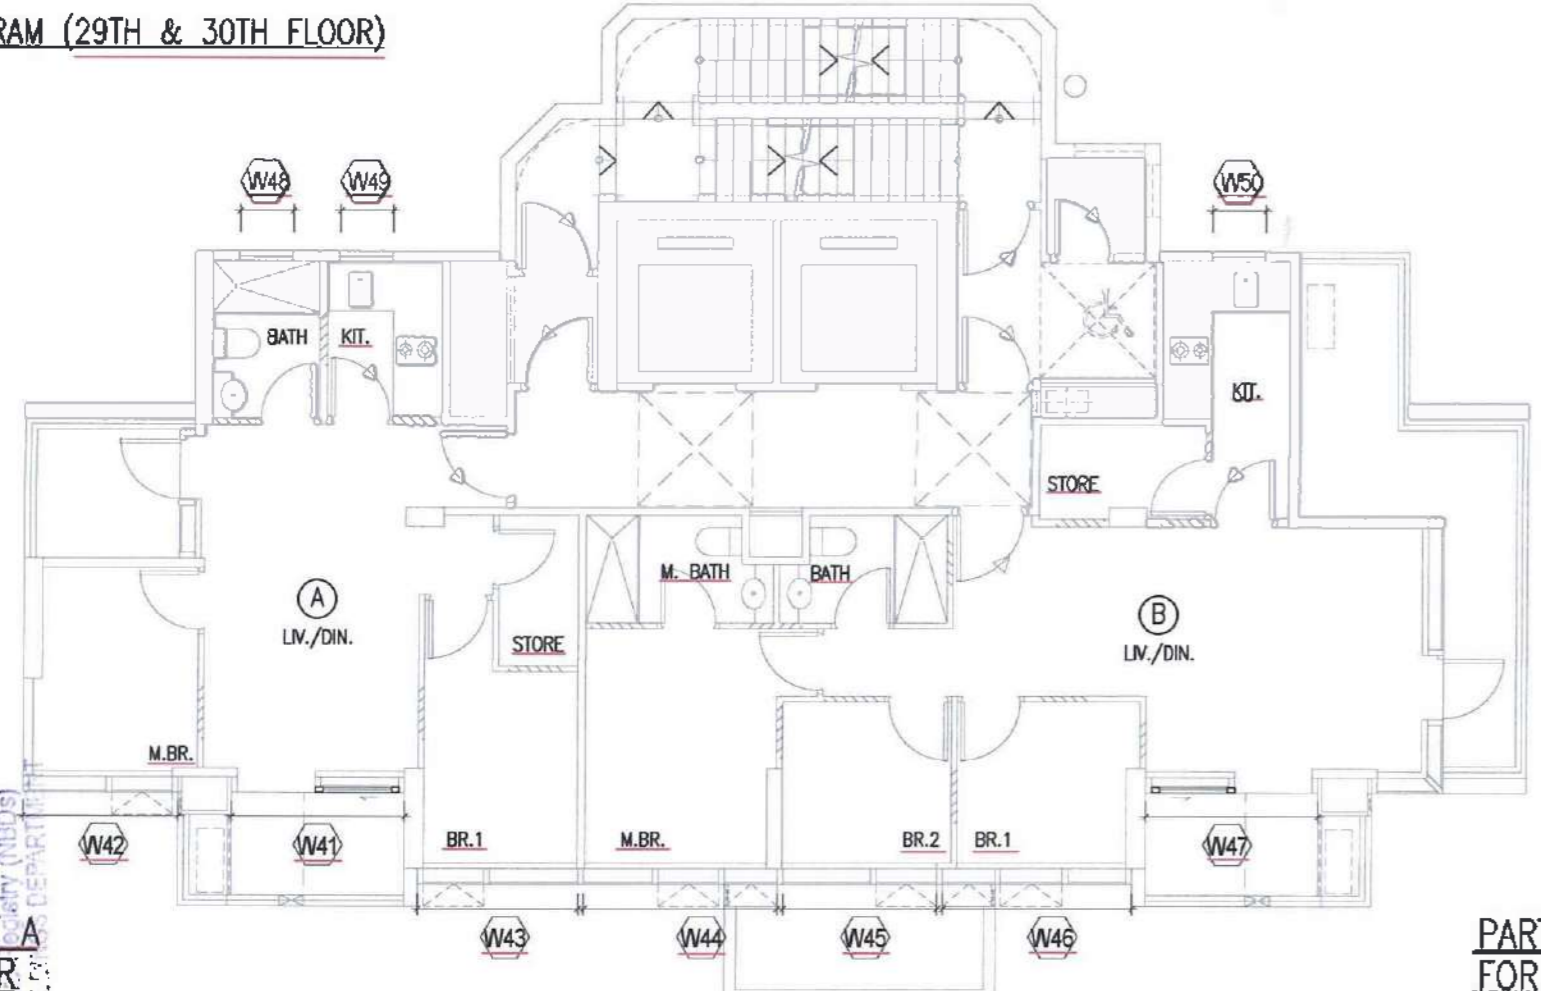 RAM (29TH & 30TH FLOOR)
W48
W49
W50
BATH
KIT.
KIT.
STORE
M. BATH
BATH
A
LIV./DIN.
STORE
B
LIV./DIN.
M.BR.
BR.1
M.BR.
BR.2
BR.1
W42
W41
W47
W43
W44
W45
W46
(NBDs)
A
R
PART
FOR